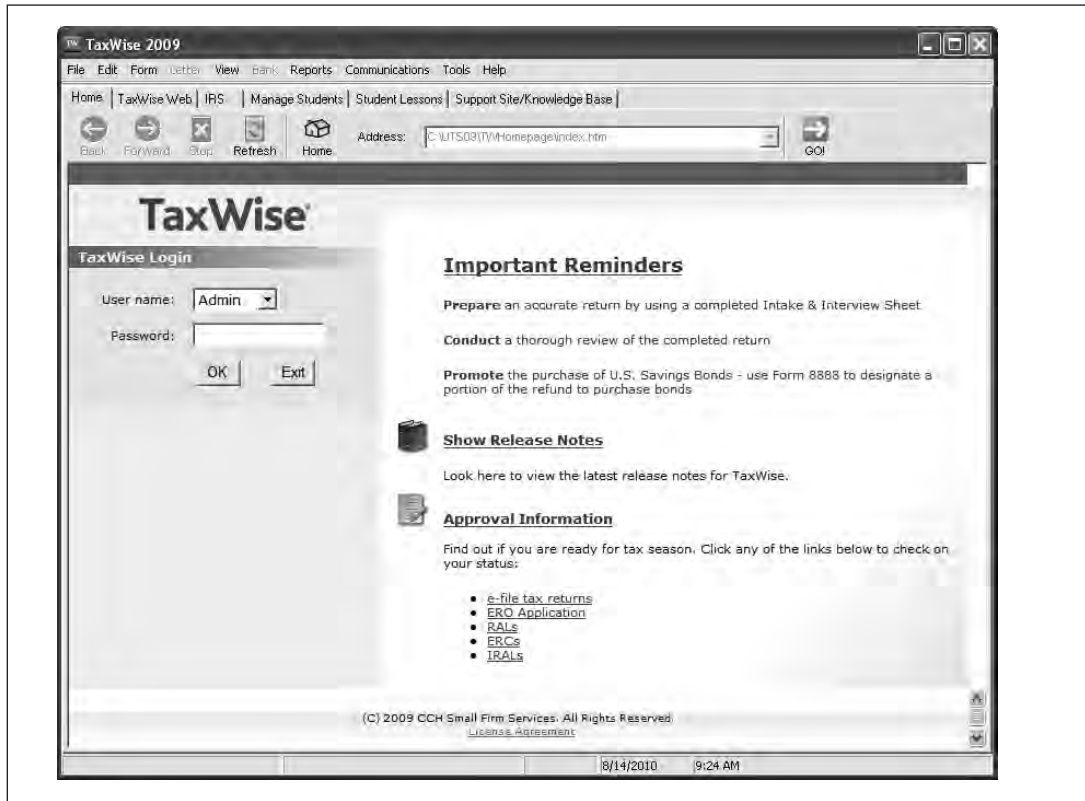 TW TaxWise 2009
File Edit Form Letter View Bank Reports Communications Tools Help
Home TaxWise Web IRS Manage Students Student Lessons Support Site/Knowledge Base
Back Forward Stop Refresh Home Address: C:\UTS09\TW\Homepage\index.htm GO!
TaxWise
TaxWise Login
User name: Admin
Password:
OK Exit
Important Reminders
Prepare an accurate return by using a completed Intake & Interview Sheet
Conduct a thorough review of the completed return
Promote the purchase of U.S. Savings Bonds - use Form 8888 to designate a
portion of the refund to purchase bonds
Show Release Notes
Look here to view the latest release notes for TaxWise.
Approval Information
Find out if you are ready for tax season. Click any of the links below to check on
your status:
e-file tax returns
ERO Application
RALs
ERCs
IRALs
(C) 2009 CCH Small Firm Services. All Rights Reserved
License Agreement
8/14/2010 9:24 AM